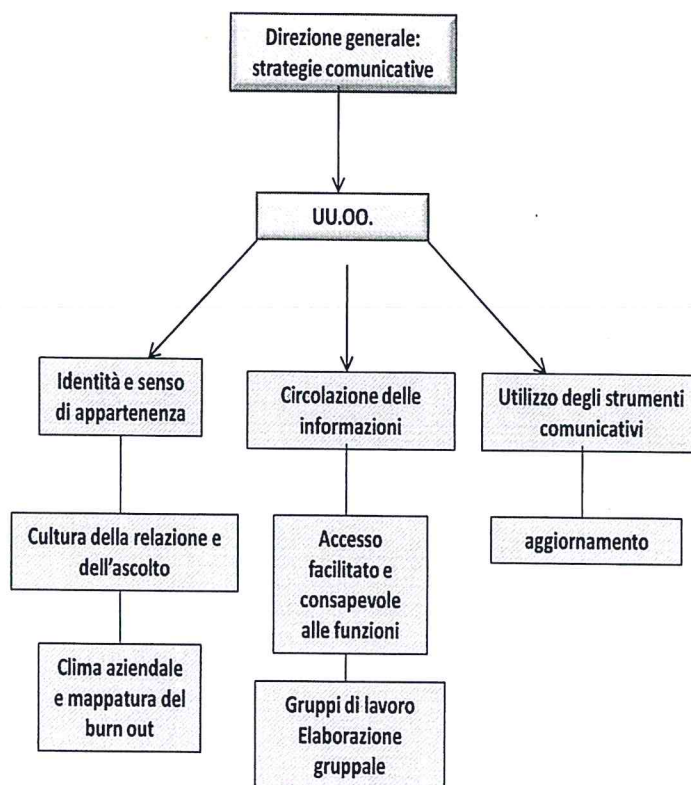 Direzione generale:
strategie comunicative
UU.OO.
Identità e senso
di appartenenza
Circolazione delle
informazioni
Utilizzo degli strumenti
comunicativi
Cultura della relazione e
dell'ascolto
Accesso
facilitato e
consapevole
alle funzioni
aggiornamento
Clima aziendale
e mappatura del
burn out
Gruppi di lavoro
Elaborazione
gruppale